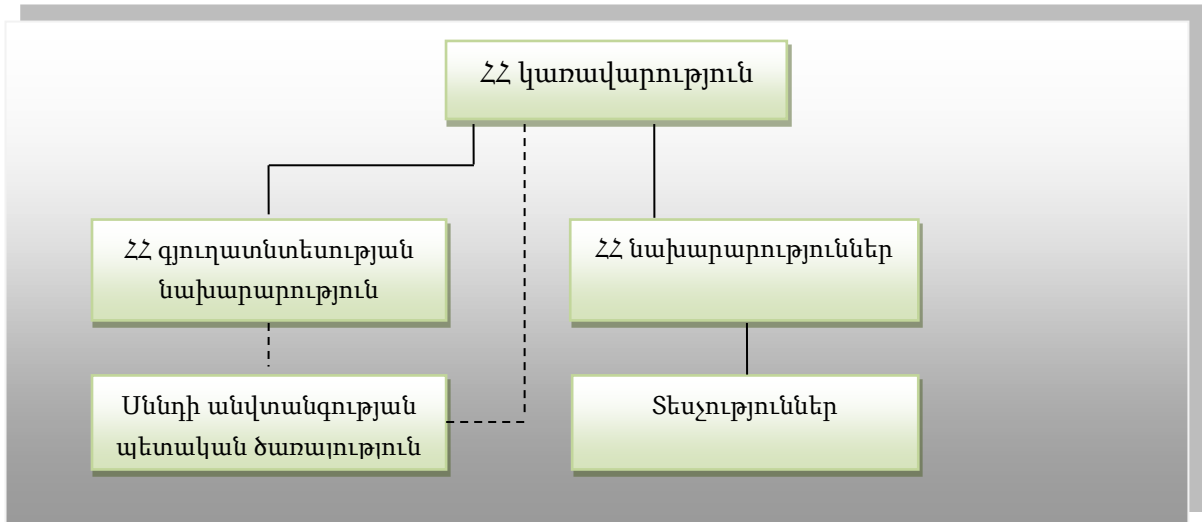 ՀՀ կառավարություն
ՀՀ գյուղատնտեսության
նախարարություն
ՀՀ նախարարություններ
Սննդի անվտանգության
պետական ծառայություն
Տեսչություններ